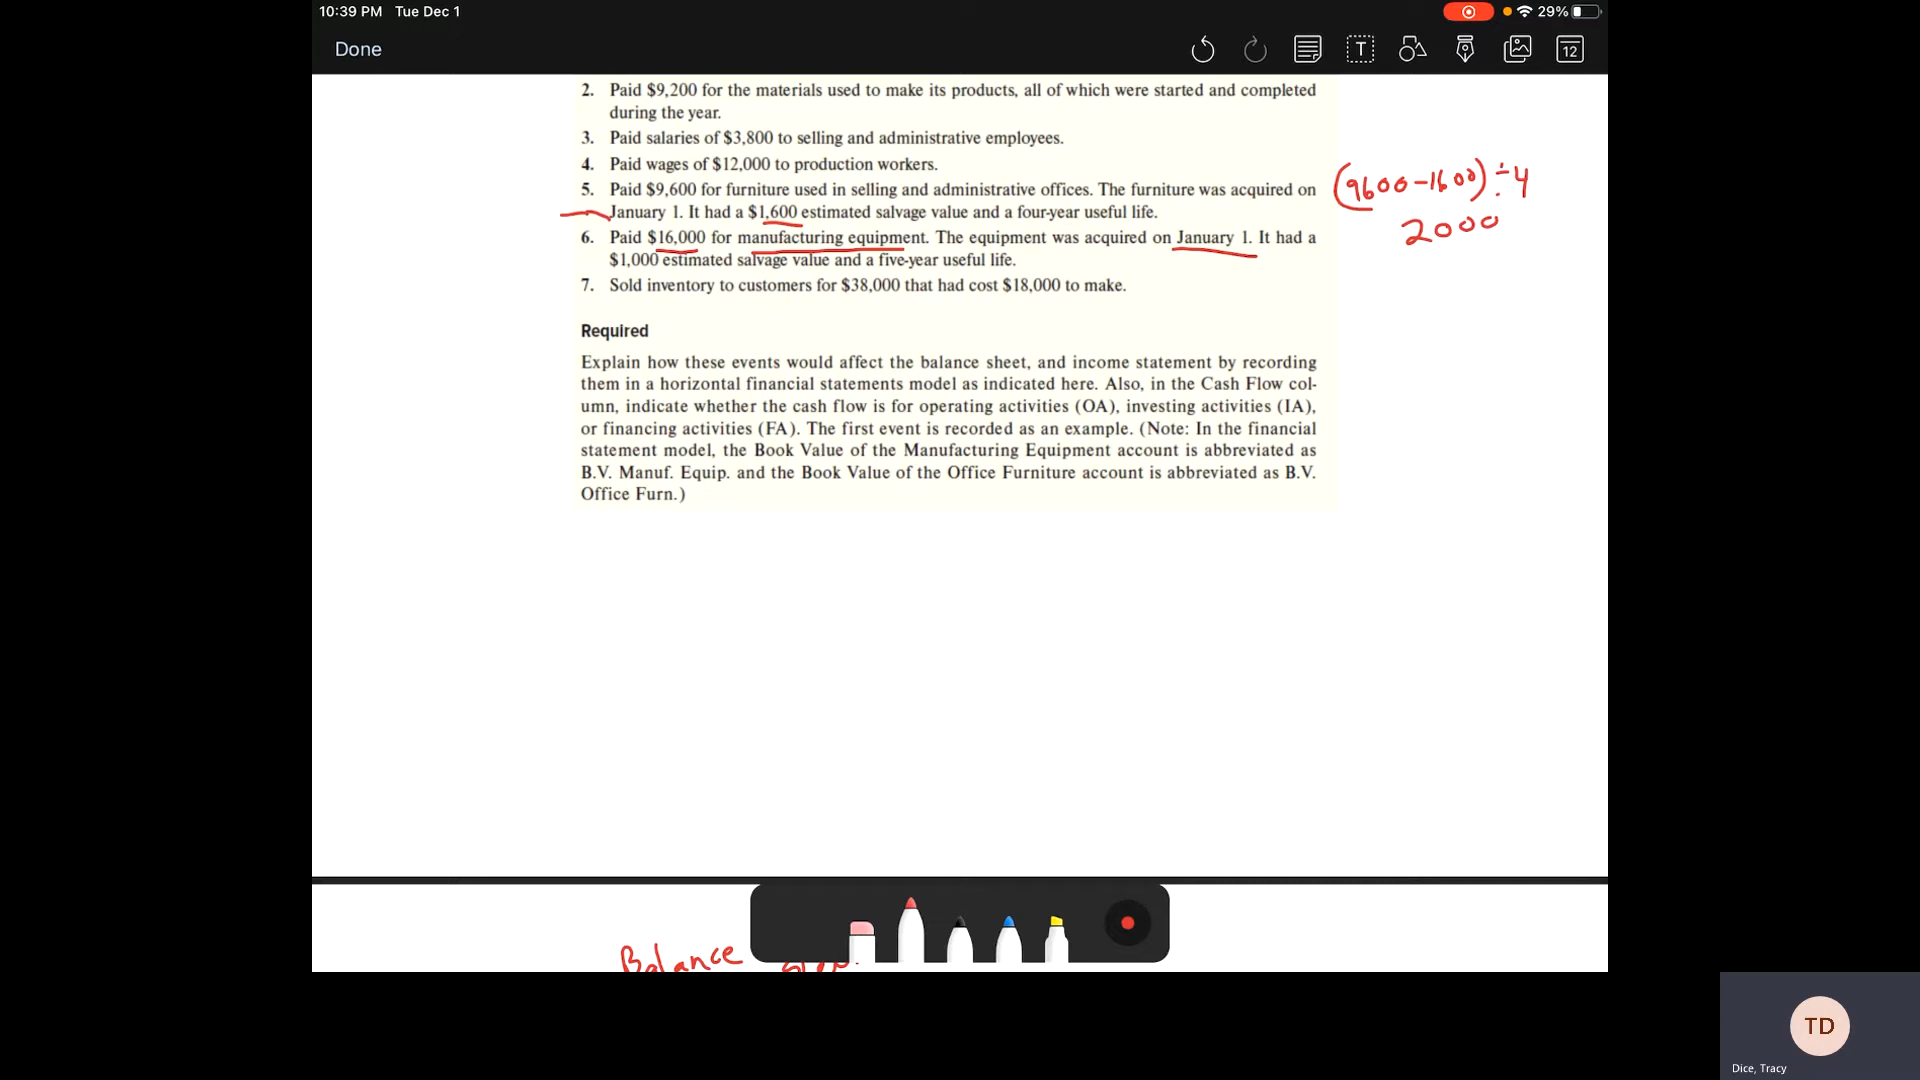 10:39 PM Tue Dec 1
29%
Done
T
12
2. Paid $9,200 for the materials used to make its products, all of which were started and completed
during the year.
3. Paid salaries of $3,800 to selling and administrative employees.
4. Paid wages of $12,000 to production workers.
5. Paid $9,600 for furniture used in selling and administrative offices. The furniture was acquired on
January 1. It had a $1,600 estimated salvage value and a four-year useful life.
6. Paid $16,000 for manufacturing equipment. The equipment was acquired on January 1. It had a
$1,000 estimated salvage value and a five-year useful life.
7. Sold inventory to customers for $38,000 that had cost $18,000 to make.
(9600-1600) ÷ 4
2000
Required
Explain how these events would affect the balance sheet, and income statement by recording
them in a horizontal financial statements model as indicated here. Also, in the Cash Flow col-
umn, indicate whether the cash flow is for operating activities (OA), investing activities (IA),
or financing activities (FA). The first event is recorded as an example. (Note: In the financial
statement model, the Book Value of the Manufacturing Equipment account is abbreviated as
B.V. Manuf. Equip. and the Book Value of the Office Furniture account is abbreviated as B.V.
Office Furn.)
Balance
TD
Dice, Tracy